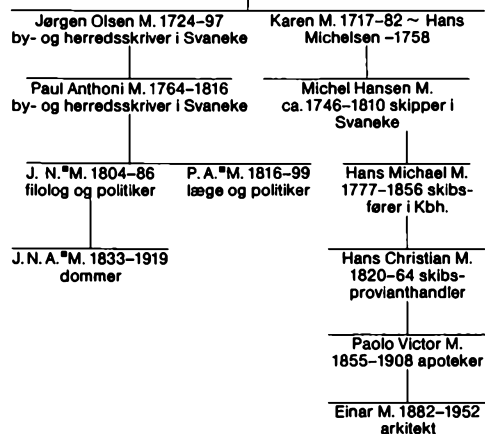 Jørgen Olsen M. 1724–97
by- og herredsskriver i Svaneke
Karen M. 1717–82 ~ Hans
Michelsen –1758
Paul Anthoni M. 1764–1816
by- og herredsskriver i Svaneke
Michel Hansen M.
ca. 1746–1810 skipper i
Svaneke
J. N.*M. 1804–86
filolog og politiker
P. A.*M. 1816–99
læge og politiker
Hans Michael M.
1777–1856 skibs-
fører i Kbh.
J. N. A.*M. 1833–1919
dommer
Hans Christian M.
1820–64 skibs-
provianthandler
Paolo Victor M.
1855–1908 apoteker
Einar M. 1882–1952
arkitekt